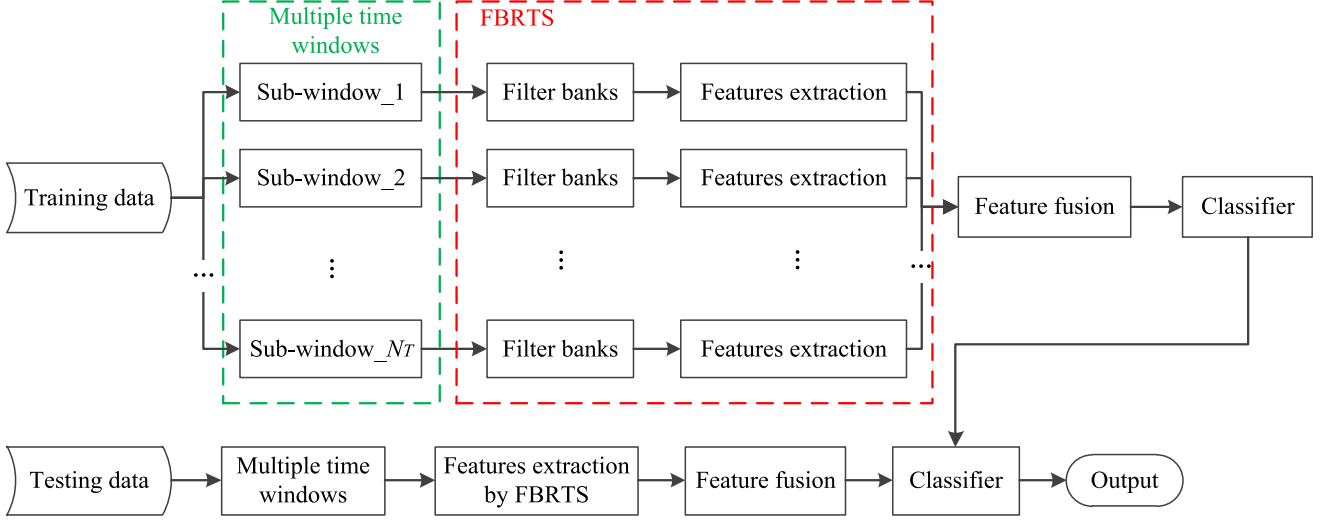 Multiple time
windows
FBRTS
Sub-window_1
Filter banks
Features extraction
Training data
Sub-window_2
Filter banks
Features extraction
Feature fusion
Classifier
...
⋮
⋮
⋮
...
Sub-window_NT
Filter banks
Features extraction
Testing data
Multiple time
windows
Features extraction
by FBRTS
Feature fusion
Classifier
Output